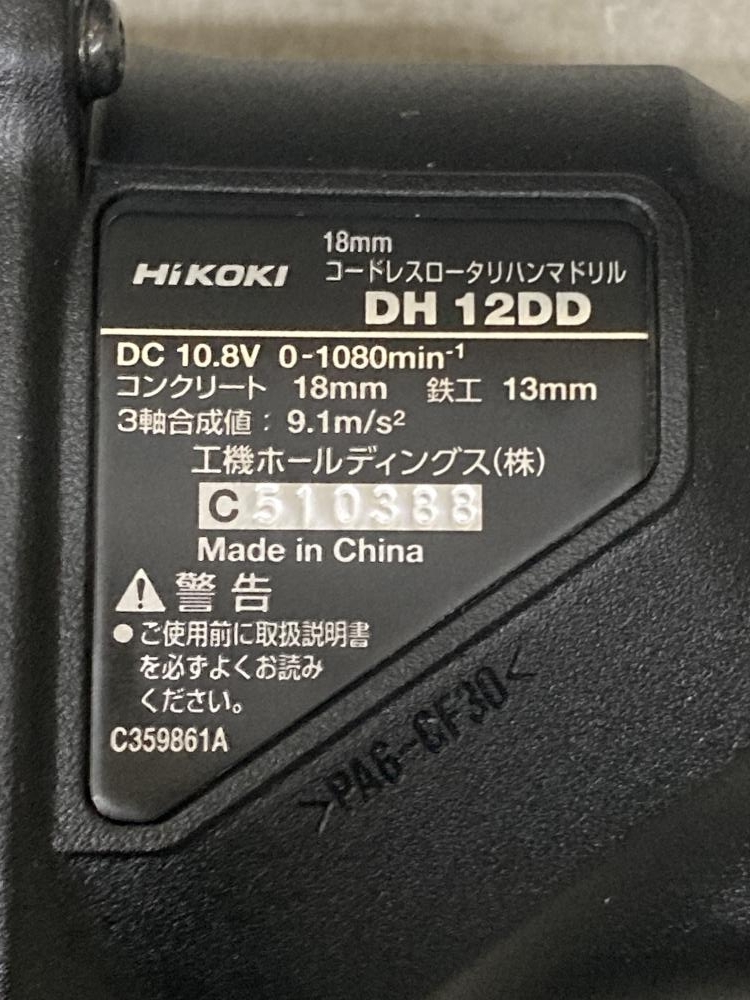 18mm
HiKOKI コードレスロータリハンマドリル
DH 12DD
DC 10.8V 0-1080min⁻¹
コンクリート 18mm 鉄工 13mm
3軸合成値：9.1m/s²
工機ホールディングス(株)
C510388
Made in China
警告
●ご使用前に取扱説明書
を必ずよくお読み
ください。
C359861A
>PA6-GF30<